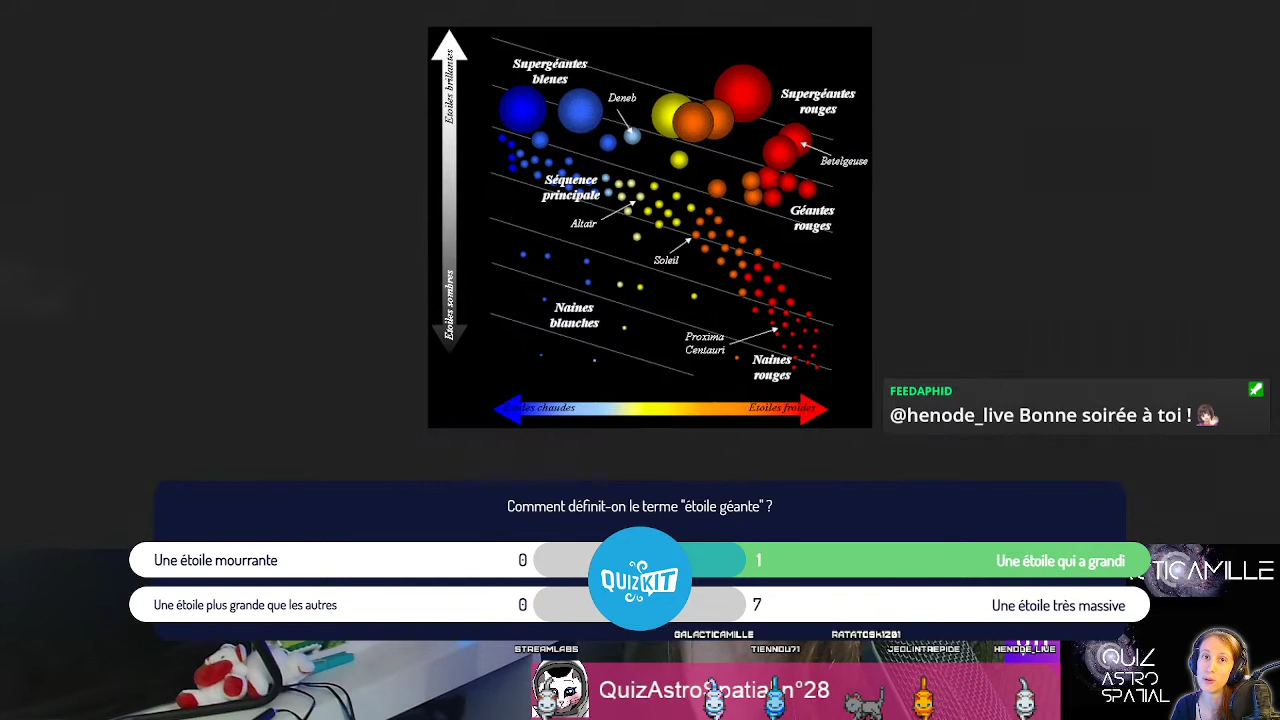 Etoiles brillantes
Etoiles sombres
Supergéantes
bleues
Deneb
Supergéantes
rouges
Betelgeuse
Séquence
principale
Altaïr
Géantes
rouges
Soleil
Naines
blanches
Proxima
Centauri
Naines
rouges
Etoiles chaudes
Etoiles froides
FEEDAPHID
@henode_live Bonne soirée à toi !
Comment définit-on le terme "étoile géante" ?
Une étoile mourrante 0
1 Une étoile qui a grandi
Une étoile plus grande que les autres 0
7 Une étoile très massive
QUIZKIT
TICAMILLE
GALACTICAMILLE
RATATOSK1201
STREAMLABS
TIENNOU71
JEOLINTREPIDE
HENODE_LIVE
QuizAstroSpatial n°28
QUIZ
ASTRO
SPATIAL